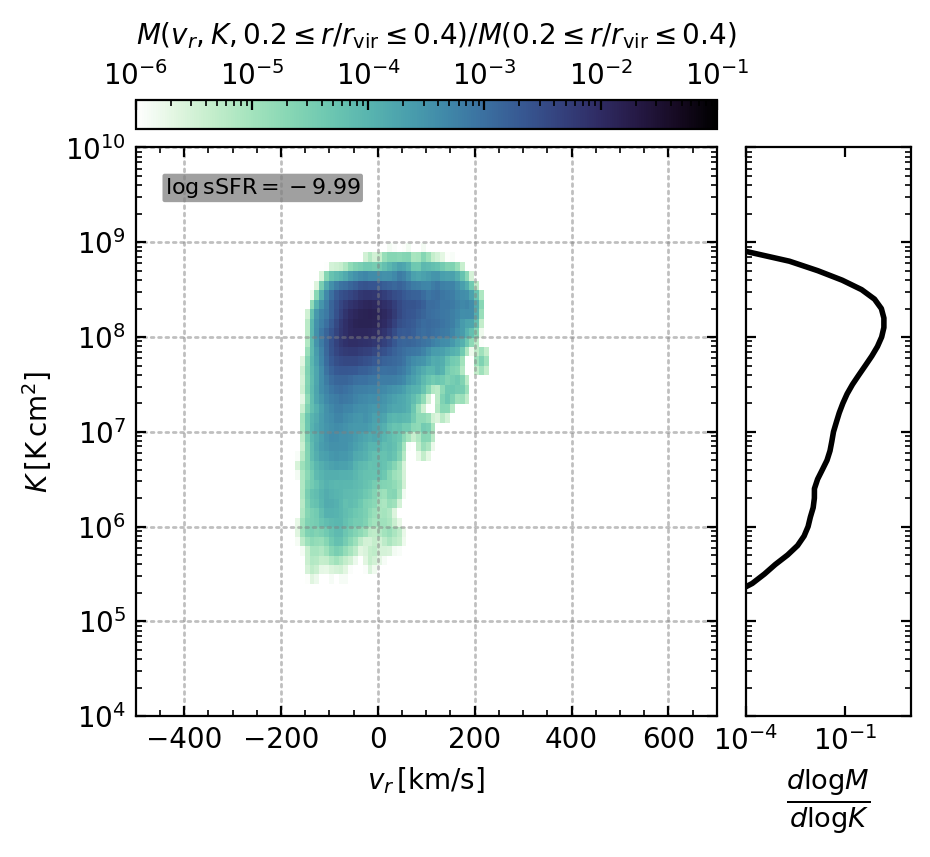 M(v_r, K, 0.2 ≤ r/r_vir ≤ 0.4)/M(0.2 ≤ r/r_vir ≤ 0.4)
10^−6 10^−5 10^−4 10^−3 10^−2 10^−1
10^10
log sSFR = −9.99
10^9
10^8
K [K cm^2]
10^7
10^6
10^5
10^4
−400 −200 0 200 400 600 10^−4 10^−1
v_r [km/s]
dlogM
dlogK